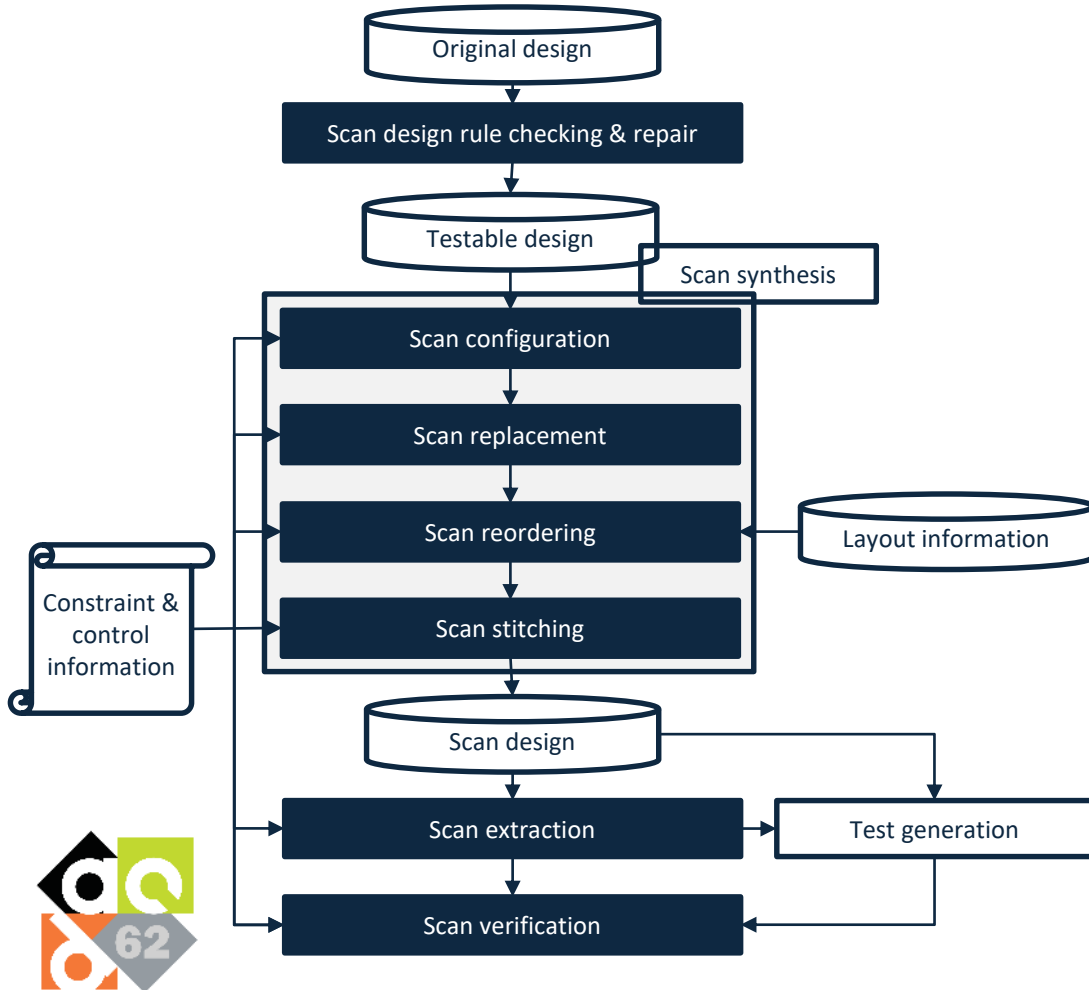 Original design
Scan design rule checking & repair
Testable design
Scan synthesis
Scan configuration
Scan replacement
Scan reordering
Layout information
Constraint &
control
information
Scan stitching
Scan design
Scan extraction
Test generation
Scan verification
62